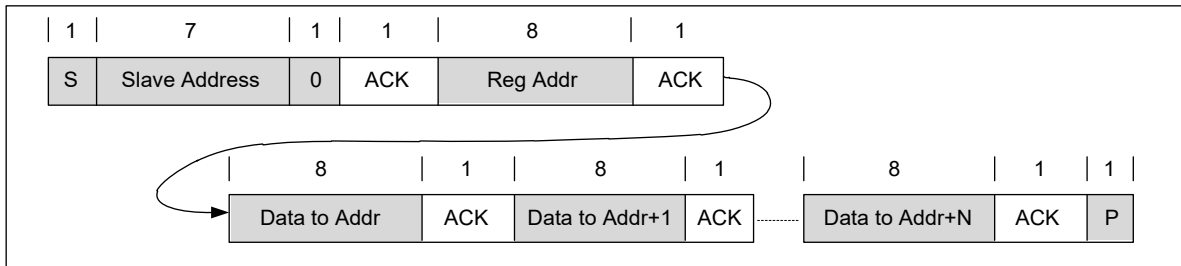 1 7 1 1 8 1
S Slave Address 0 ACK Reg Addr ACK
8 1 8 1 8 1 1
Data to Addr ACK Data to Addr+1 ACK Data to Addr+N ACK P